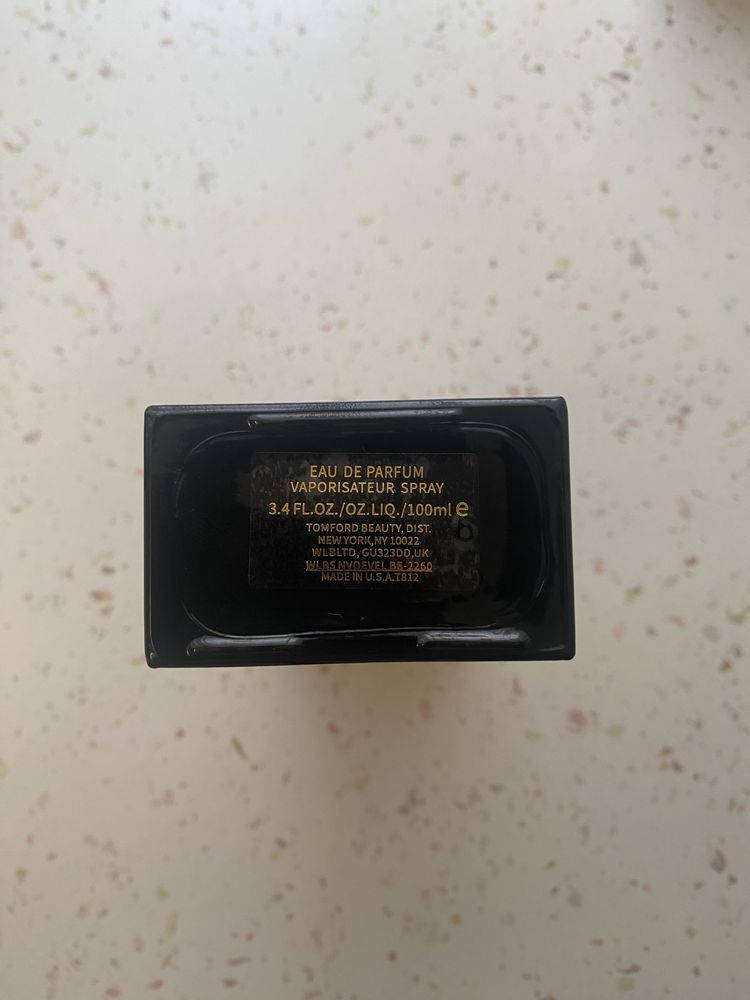 EAU DE PARFUM
VAPORISATEUR SPRAY
3.4 FL.OZ./OZ.LIQ./100ml e
TOMFORD BEAUTY, DIST.
NEW YORK,NY 10022
WLBLTD, GU323DD,UK
WLBS NVOEVEL BE-2260
MADE IN U.S.A.T812